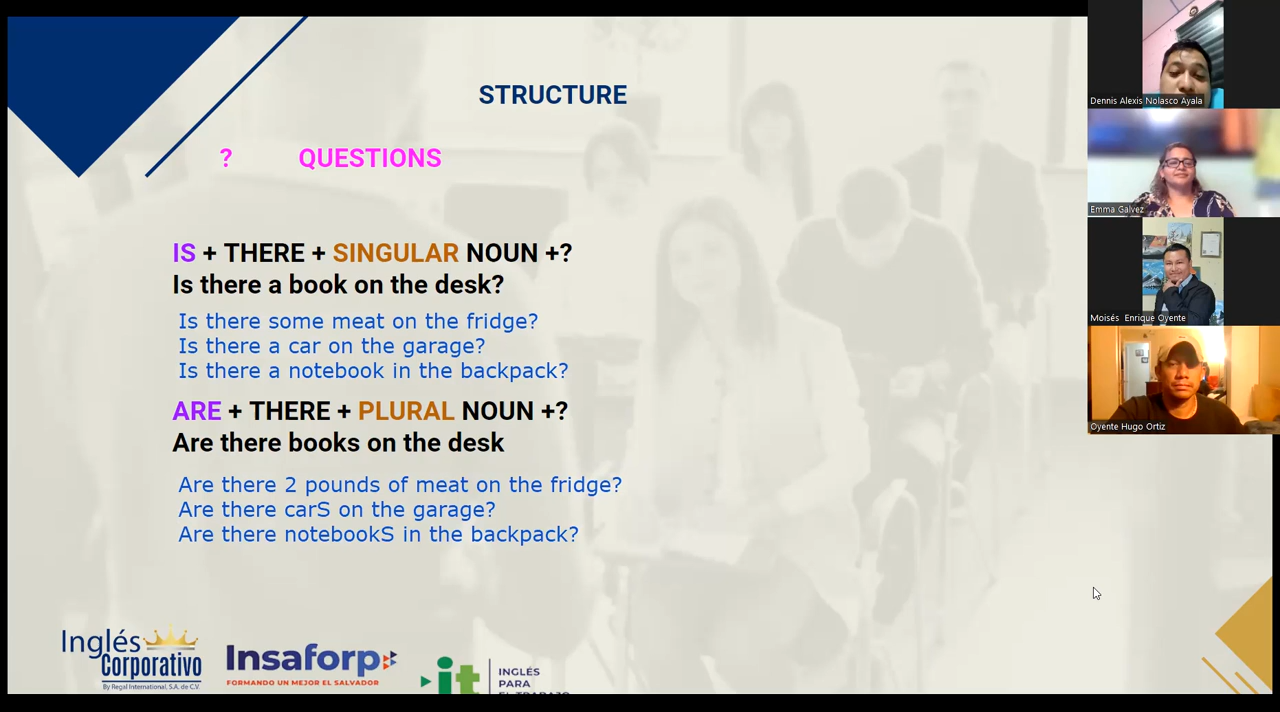 STRUCTURE
? QUESTIONS
IS + THERE + SINGULAR NOUN +?
Is there a book on the desk?
Is there some meat on the fridge?
Is there a car on the garage?
Is there a notebook in the backpack?
ARE + THERE + PLURAL NOUN +?
Are there books on the desk
Are there 2 pounds of meat on the fridge?
Are there carS on the garage?
Are there notebookS in the backpack?
Inglés
Corporativo
By Regal International, S.A. de C.V.
Insaforp
FORMANDO UN MEJOR EL SALVADOR
it
INGLÉS
PARA
EL TRABAJO
Dennis Alexis Nolasco Ayala
Emma Galvez
Moisés Enrique Oyente
Oyente Hugo Ortiz